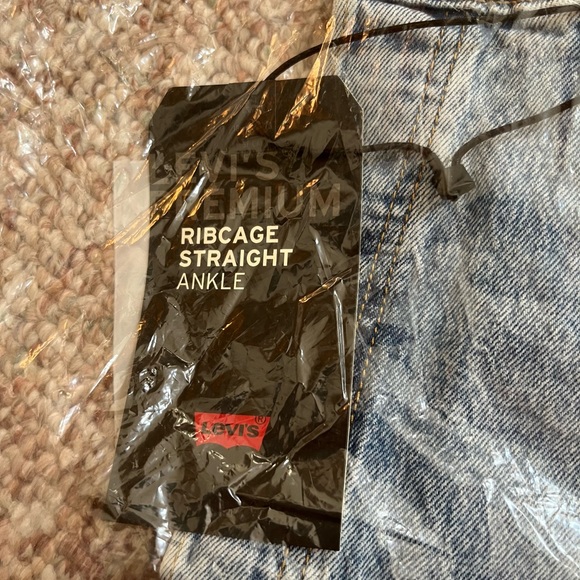 LEVI'S
PREMIUM
RIBCAGE
STRAIGHT
ANKLE
Levi's®